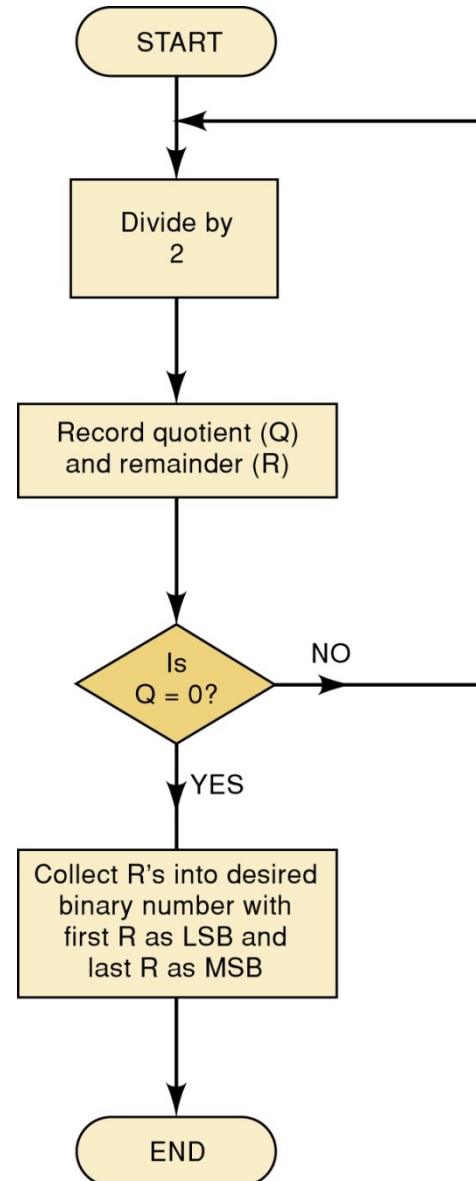 START
Divide by
2
Record quotient (Q)
and remainder (R)
Is
Q = 0?
NO
YES
Collect R's into desired
binary number with
first R as LSB and
last R as MSB
END